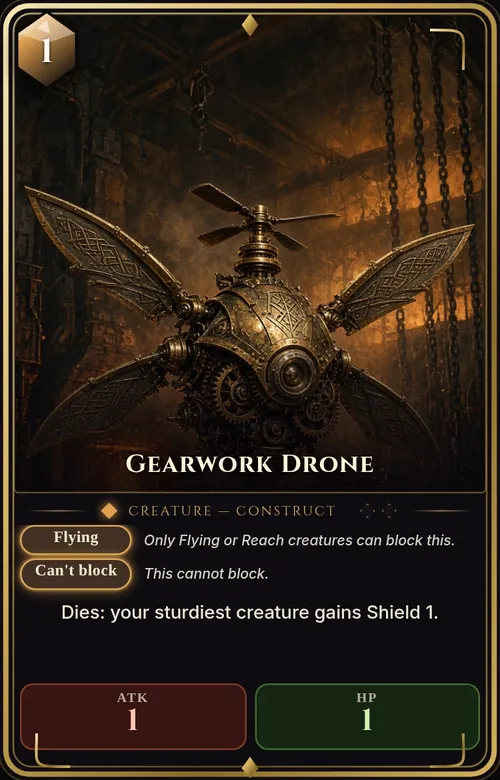 1
Gearwork Drone
CREATURE — CONSTRUCT
Flying Only Flying or Reach creatures can block this.
Can't block This cannot block.
Dies: your sturdiest creature gains Shield 1.
ATK HP
1 1